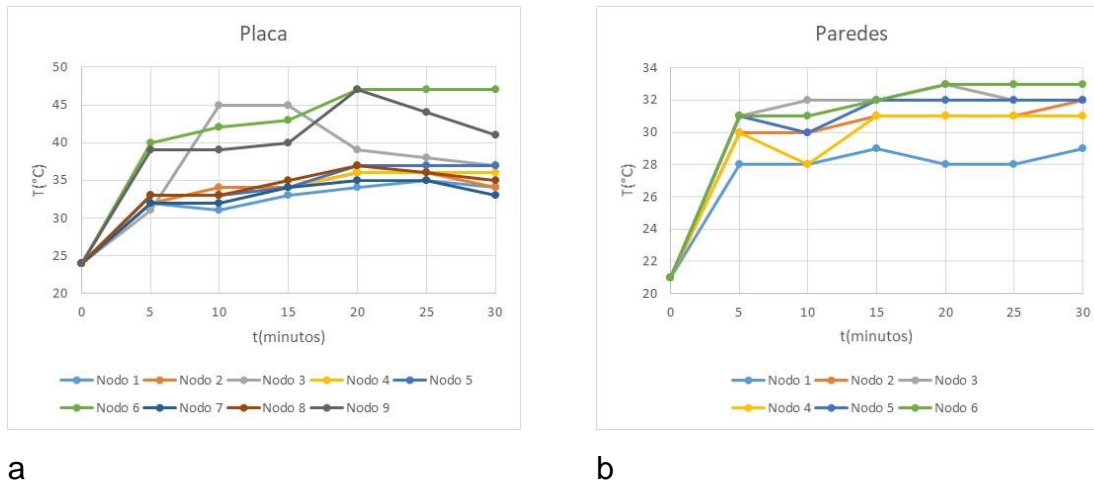 Placa
T(°C)
50
45
40
35
30
25
20
0 5 10 15 20 25 30
t(minutos)
Nodo 1 Nodo 2 Nodo 3 Nodo 4 Nodo 5
Nodo 6 Nodo 7 Nodo 8 Nodo 9
a
Paredes
T(°C)
34
32
30
28
26
24
22
20
0 5 10 15 20 25 30
t(minutos)
Nodo 1 Nodo 2 Nodo 3
Nodo 4 Nodo 5 Nodo 6
b